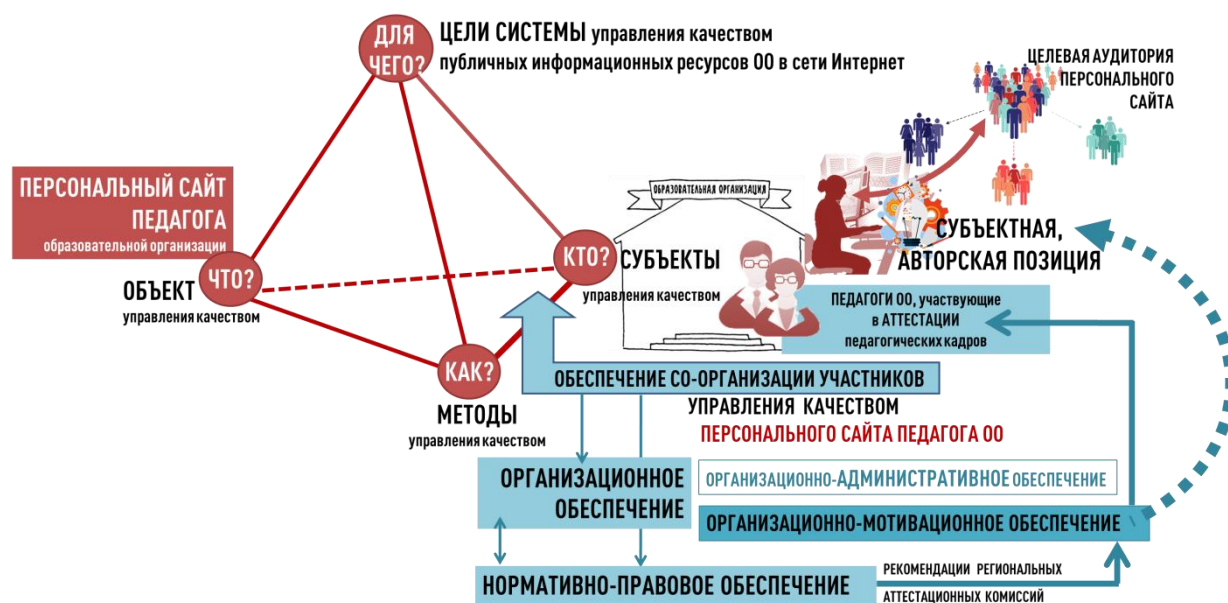 ДЛЯ
ЧЕГО?
ЦЕЛИ СИСТЕМЫ управления качеством
публичных информационных ресурсов ОО в сети Интернет
ЦЕЛЕВАЯ АУДИТОРИЯ
ПЕРСОНАЛЬНОГО
САЙТА
ПЕРСОНАЛЬНЫЙ САЙТ
ПЕДАГОГА
образовательной организации
ОБРАЗОВАТЕЛЬНАЯ ОРГАНИЗАЦИЯ
СУБЪЕКТНАЯ,
АВТОРСКАЯ ПОЗИЦИЯ
КТО?
СУБЪЕКТЫ
управления качеством
ЧТО?
ОБЪЕКТ
управления качеством
ПЕДАГОГИ ОО, участвующие
в АТТЕСТАЦИИ
педагогических кадров
КАК?
МЕТОДЫ
управления качеством
ОБЕСПЕЧЕНИЕ СО-ОРГАНИЗАЦИИ УЧАСТНИКОВ
УПРАВЛЕНИЯ КАЧЕСТВОМ
ПЕРСОНАЛЬНОГО САЙТА ПЕДАГОГА ОО
ОРГАНИЗАЦИОННОЕ
ОБЕСПЕЧЕНИЕ
ОРГАНИЗАЦИОННО-АДМИНИСТРАТИВНОЕ ОБЕСПЕЧЕНИЕ
ОРГАНИЗАЦИОННО-МОТИВАЦИОННОЕ ОБЕСПЕЧЕНИЕ
НОРМАТИВНО-ПРАВОВОЕ ОБЕСПЕЧЕНИЕ
РЕКОМЕНДАЦИИ РЕГИОНАЛЬНЫХ
АТТЕСТАЦИОННЫХ КОМИССИЙ